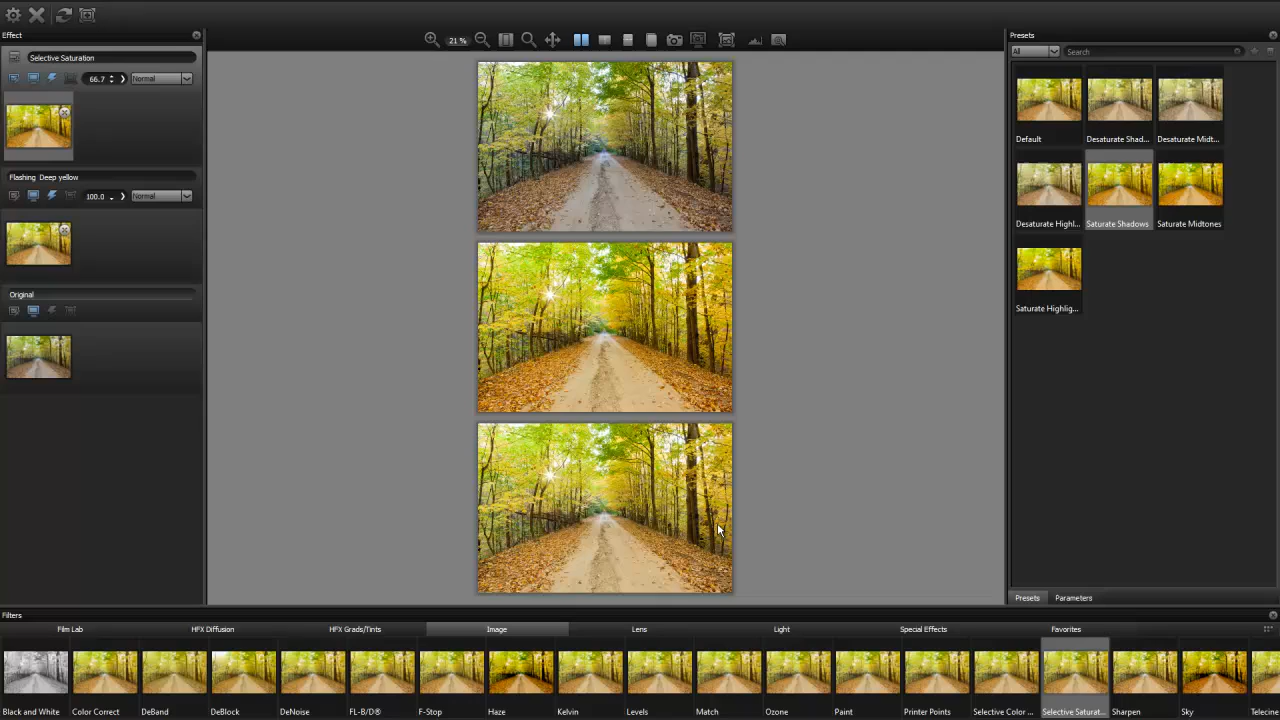 Effect
Selective Saturation
66.7
Normal
Flashing Deep yellow
100.0
Normal
Original
21 %
Presets
All
Search
Default
Desaturate Shad...
Desaturate Midt...
Desaturate Highl...
Saturate Shadows
Saturate Midtones
Saturate Highlig...
Presets
Parameters
Filters
Film Lab
HFX Diffusion
HFX Grads/Tints
Image
Lens
Light
Special Effects
Favorites
Black and White
Color Correct
DeBand
DeBlock
DeNoise
FL-B/D®
F-Stop
Haze
Kelvin
Levels
Match
Ozone
Paint
Printer Points
Selective Color ...
Selective Saturat...
Sharpen
Sky
Telecine